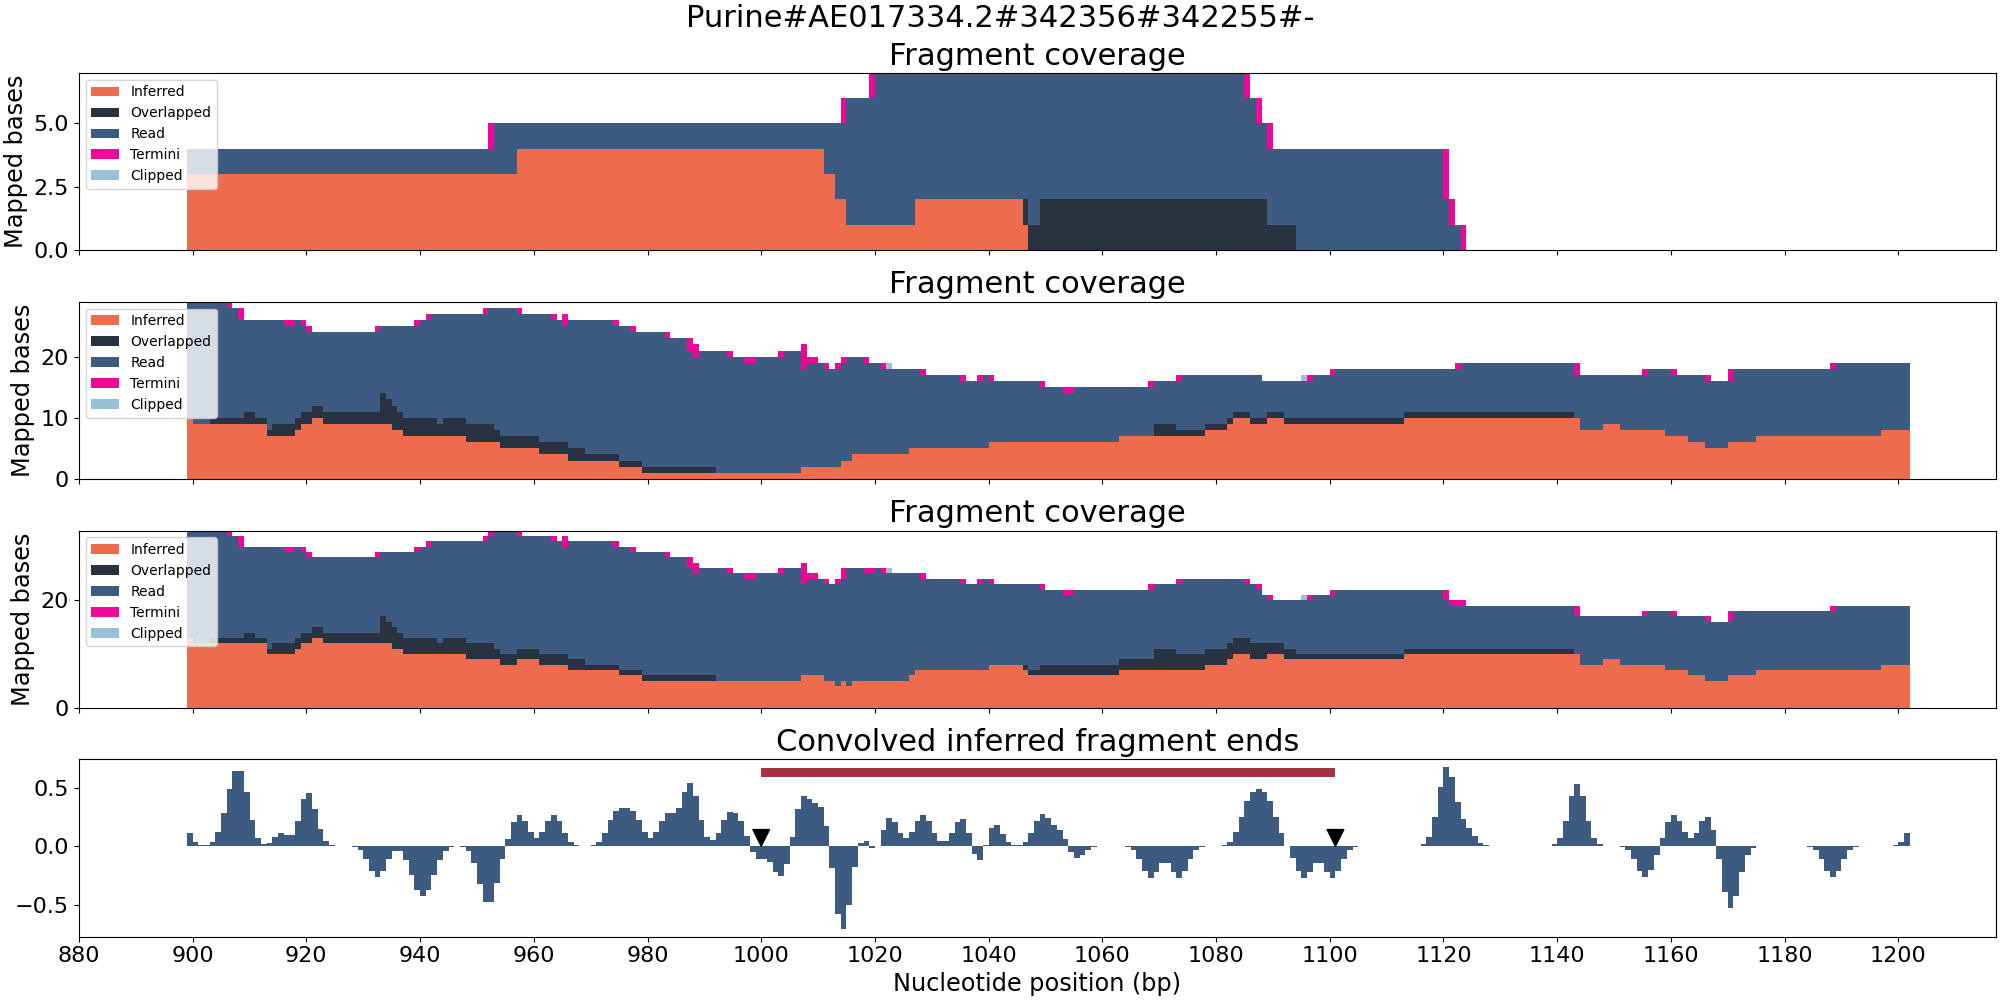 Purine#AE017334.2#342356#342255#-
Fragment coverage
Mapped bases
5.0
2.5
0.0
Inferred
Overlapped
Read
Termini
Clipped
Fragment coverage
Mapped bases
20
10
0
Inferred
Overlapped
Read
Termini
Clipped
Fragment coverage
Mapped bases
20
0
Inferred
Overlapped
Read
Termini
Clipped
Convolved inferred fragment ends
0.5
0.0
−0.5
880 900 920 940 960 980 1000 1020 1040 1060 1080 1100 1120 1140 1160 1180 1200
Nucleotide position (bp)